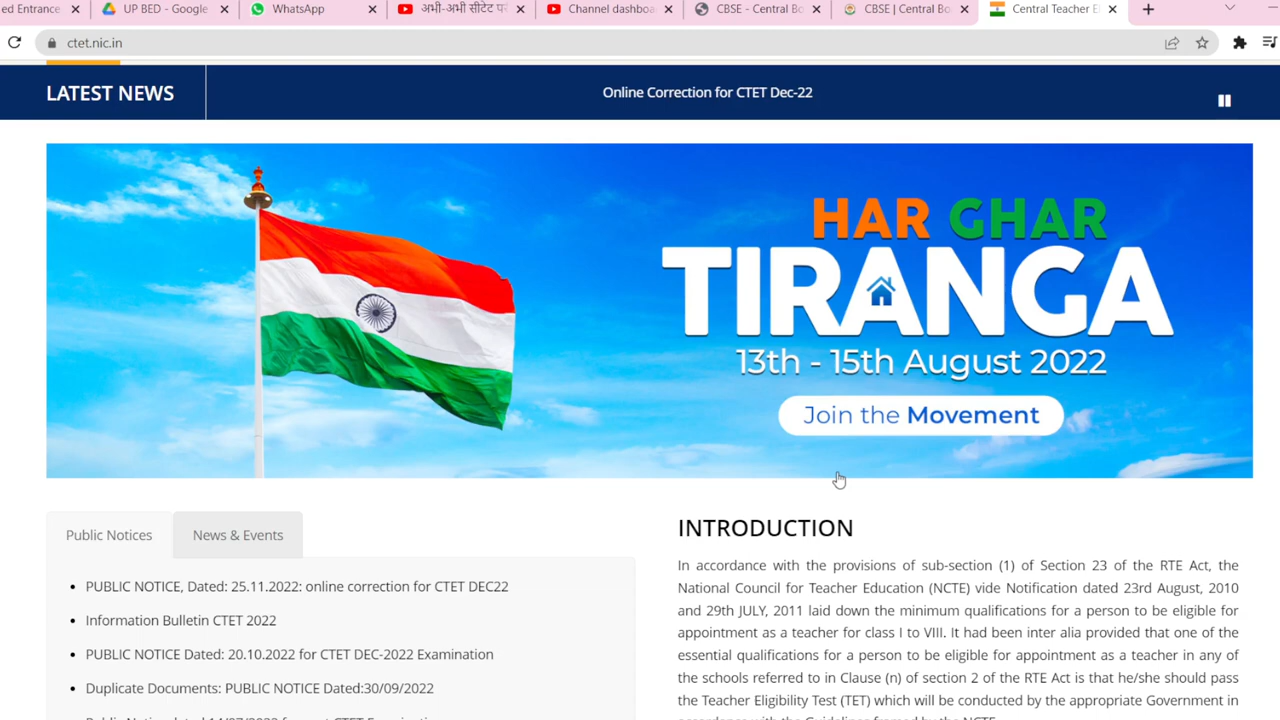 ed Entrance
UP BED - Google
WhatsApp
अभी-अभी सीटेट पर
Channel dashboa
CBSE - Central Bo
CBSE | Central Bo
Central Teacher E
ctet.nic.in
LATEST NEWS
Online Correction for CTET Dec-22
HAR GHAR
TIRANGA
13th - 15th August 2022
Join the Movement
Public Notices
News & Events
• PUBLIC NOTICE, Dated: 25.11.2022: online correction for CTET DEC22
• Information Bulletin CTET 2022
• PUBLIC NOTICE Dated: 20.10.2022 for CTET DEC-2022 Examination
• Duplicate Documents: PUBLIC NOTICE Dated:30/09/2022
INTRODUCTION
In accordance with the provisions of sub-section (1) of Section 23 of the RTE Act, the
National Council for Teacher Education (NCTE) vide Notification dated 23rd August, 2010
and 29th JULY, 2011 laid down the minimum qualifications for a person to be eligible for
appointment as a teacher for class I to VIII. It had been inter alia provided that one of the
essential qualifications for a person to be eligible for appointment as a teacher in any of
the schools referred to in Clause (n) of section 2 of the RTE Act is that he/she should pass
the Teacher Eligibility Test (TET) which will be conducted by the appropriate Government in
accordance with the Guidelines framed by the NCTE.